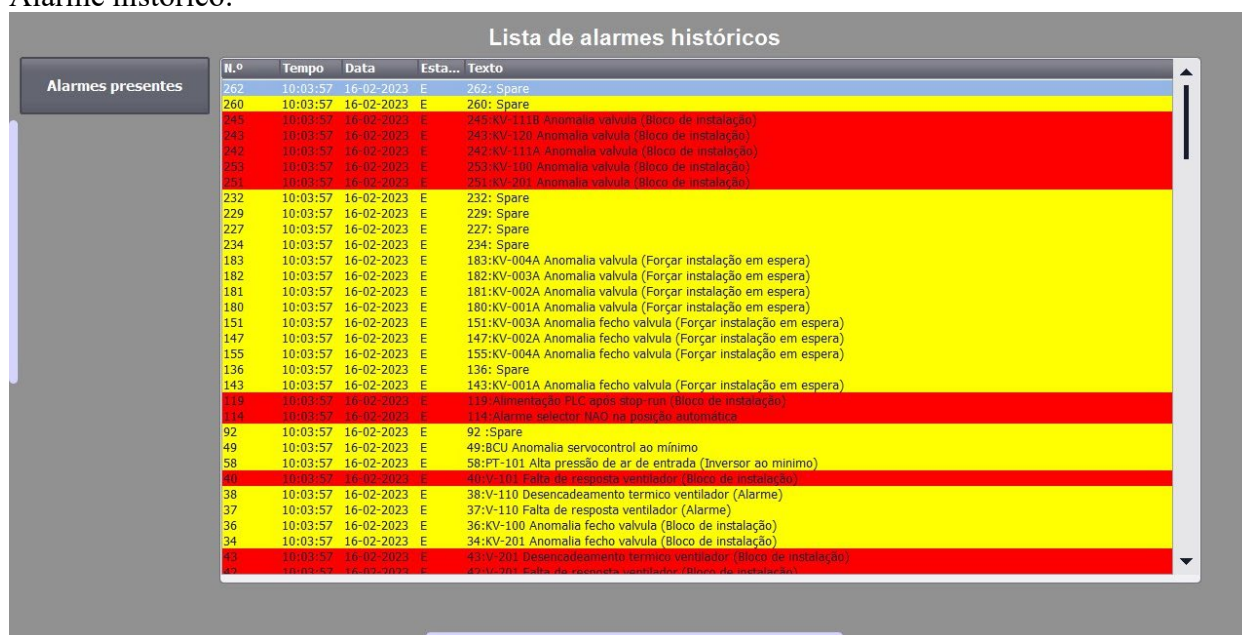 Alarme histórico:
Lista de alarmes históricos
Alarmes presentes
N.º Tempo Data Esta... Texto
262 10:03:57 16-02-2023 E 262: Spare
260 10:03:57 16-02-2023 E 260: Spare
245 10:03:57 16-02-2023 E 245:KV-111B Anomalia valvula (Bloco de instalação)
243 10:03:57 16-02-2023 E 243:KV-120 Anomalia valvula (Bloco de instalação)
242 10:03:57 16-02-2023 E 242:KV-111A Anomalia valvula (Bloco de instalação)
253 10:03:57 16-02-2023 E 253:KV-100 Anomalia valvula (Bloco de instalação)
251 10:03:57 16-02-2023 E 251:KV-201 Anomalia valvula (Bloco de instalação)
232 10:03:57 16-02-2023 E 232: Spare
229 10:03:57 16-02-2023 E 229: Spare
227 10:03:57 16-02-2023 E 227: Spare
234 10:03:57 16-02-2023 E 234: Spare
183 10:03:57 16-02-2023 E 183:KV-004A Anomalia valvula (Forçar instalação em espera)
182 10:03:57 16-02-2023 E 182:KV-003A Anomalia valvula (Forçar instalação em espera)
181 10:03:57 16-02-2023 E 181:KV-002A Anomalia valvula (Forçar instalação em espera)
180 10:03:57 16-02-2023 E 180:KV-001A Anomalia valvula (Forçar instalação em espera)
151 10:03:57 16-02-2023 E 151:KV-003A Anomalia fecho valvula (Forçar instalação em espera)
147 10:03:57 16-02-2023 E 147:KV-002A Anomalia fecho valvula (Forçar instalação em espera)
155 10:03:57 16-02-2023 E 155:KV-004A Anomalia fecho valvula (Forçar instalação em espera)
136 10:03:57 16-02-2023 E 136: Spare
143 10:03:57 16-02-2023 E 143:KV-001A Anomalia fecho valvula (Forçar instalação em espera)
119 10:03:57 16-02-2023 E 119:Alimentação PLC apos stop-run (Bloco de instalação)
114 10:03:57 16-02-2023 E 114:Alarme selector NAO na posição automatica
92 10:03:57 16-02-2023 E 92 :Spare
49 10:03:57 16-02-2023 E 49:BCU Anomalia servocontrol ao mínimo
58 10:03:57 16-02-2023 E 58:PT-101 Alta pressão de ar de entrada (Inversor ao minimo)
40 10:03:57 16-02-2023 E 40:V-101 Falta de resposta ventilador (Bloco de instalação)
38 10:03:57 16-02-2023 E 38:V-110 Desencadeamento termico ventilador (Alarme)
37 10:03:57 16-02-2023 E 37:V-110 Falta de resposta ventilador (Alarme)
36 10:03:57 16-02-2023 E 36:KV-100 Anomalia fecho valvula (Bloco de instalação)
34 10:03:57 16-02-2023 E 34:KV-201 Anomalia fecho valvula (Bloco de instalação)
43 10:03:57 16-02-2023 E 43:V-201 Desencadeamento termico ventilador (Bloco de instalação)
42 10:03:57 16-02-2023 E 42:V-201 Falta de resposta ventilador (Bloco de instalação)